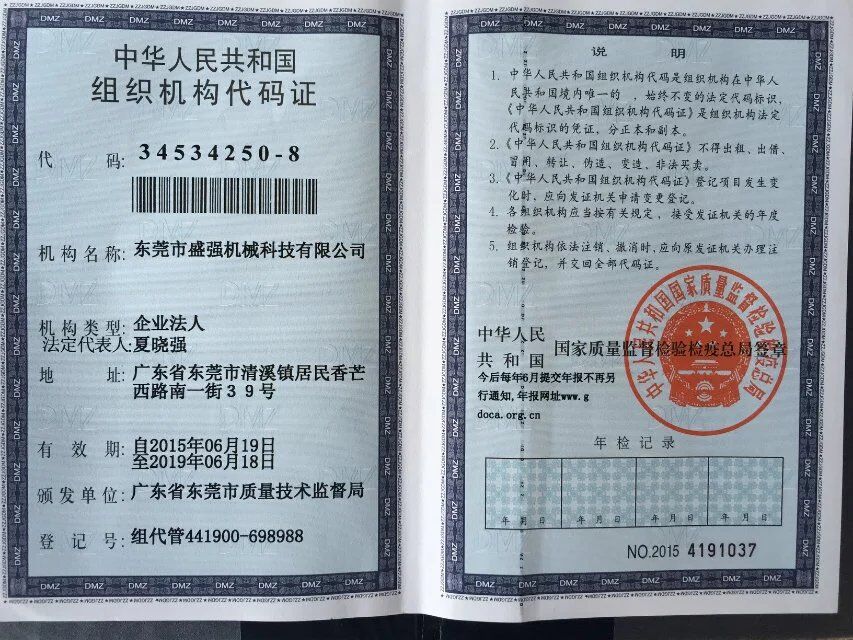 中华人民共和国
组织机构代码证
代 码: 34534250-8
机构名称: 东莞市盛强机械科技有限公司
机构类型: 企业法人
法定代表人:夏晓强
地 址: 广东省东莞市清溪镇居民香芒
西路南一街39号
有 效 期: 自2015年06月19日
至2019年06月18日
颁发单位: 广东省东莞市质量技术监督局
登 记 号: 组代管441900-698988
说 明
1. 中华人民共和国组织机构代码是组织机构在中华人
民共和国境内唯一的 、始终不变的法定代码标识,
《中华人民共和国组织机构代码证》是组织机构法定
代码标识的凭证,分正本和副本。
2.《中华人民共和国组织机构代码证》不得出租、出借、
冒用、转让、伪造、变造、非法买卖。
3.《中华人民共和国组织机构代码证》登记项目发生变
化时,应向发证机关申请变更登记。
4. 各组织机构应当按有关规定,接受发证机关的年度
检验。
5. 组织机构依法注销、撤消时,应向原发证机关办理注
销登记,并交回全部代码证。
中华人民
共和国 国家质量监督检验检疫总局签章
今后每年6月提交年报不再另
行通知,年报网址www.g
doca.org.cn
中华人民共和国国家质量监督检验检疫总局
年检记录
年 月 日 年 月 日 年 月 日 年 月 日
NO.2015 4191037
DMZ
ZZJGDM